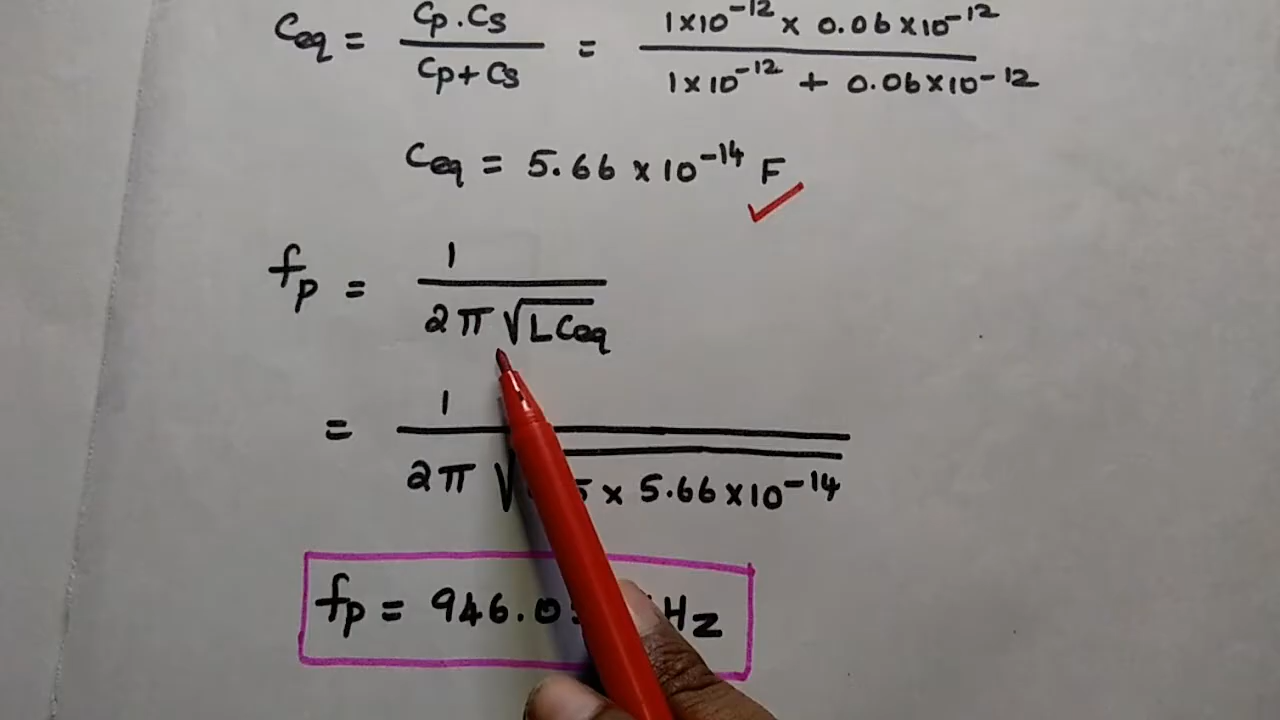 Ceq = Cp.Cs / Cp+Cs = 1×10⁻¹² × 0.06×10⁻¹² / 1×10⁻¹² + 0.06×10⁻¹²
Ceq = 5.66 × 10⁻¹⁴ F
fp = 1 / 2π √LCeq
= 1 / 2π √ 5 × 5.66×10⁻¹⁴
fp = 946.0 Hz